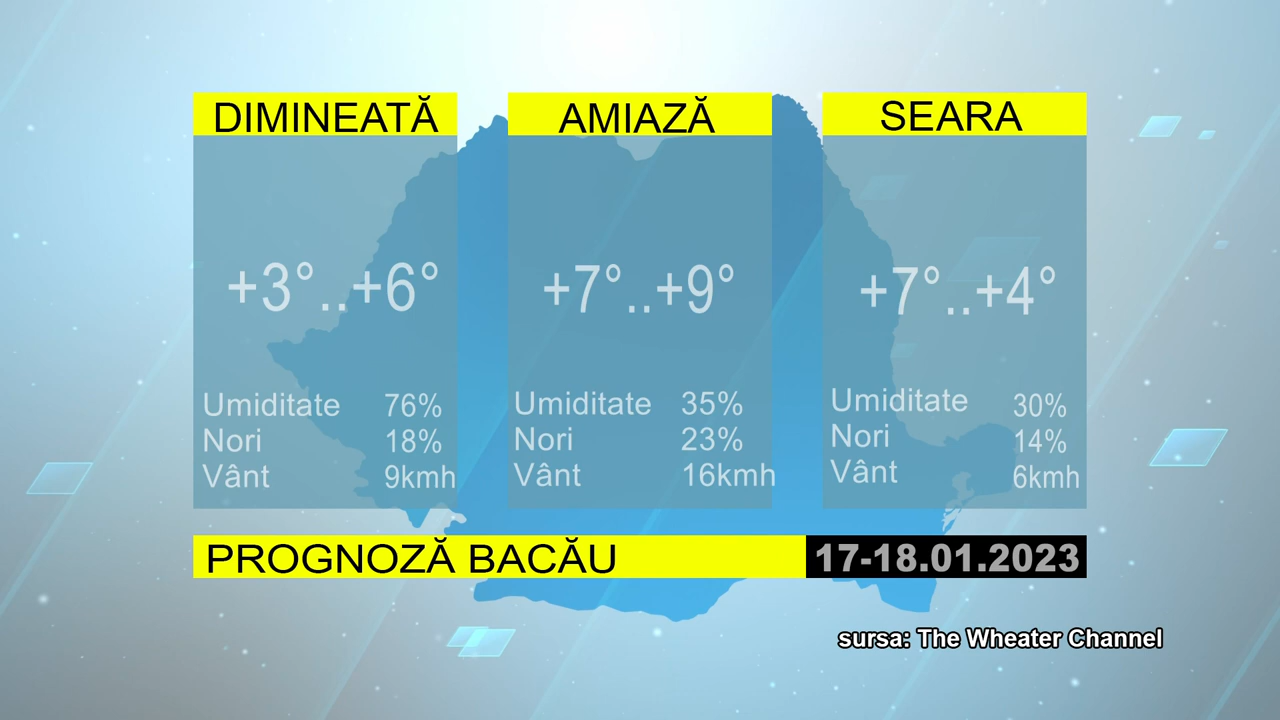 DIMINEATĂ
+3°..+6°
Umiditate 76%
Nori 18%
Vânt 9kmh
AMIAZĂ
+7°..+9°
Umiditate 35%
Nori 23%
Vânt 16kmh
SEARA
+7°..+4°
Umiditate 30%
Nori 14%
Vânt 6kmh
PROGNOZĂ BACĂU 17-18.01.2023
sursa: The Wheater Channel